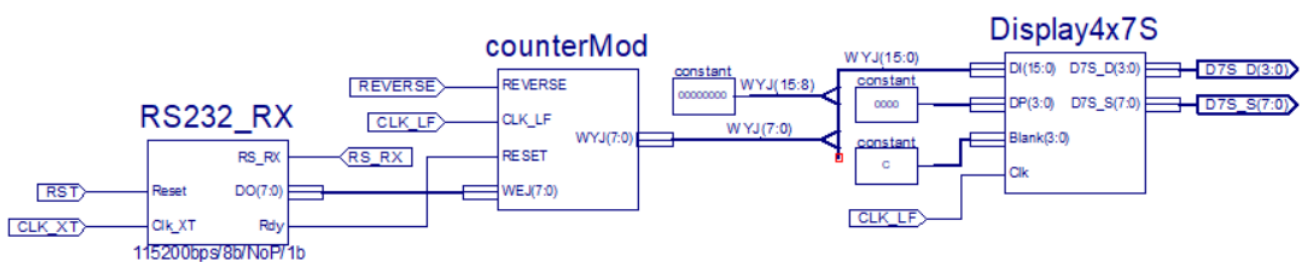 RS232_RX
RST
CLK_XT
Reset
Clk_XT
RS_RX
DO(7:0)
Rdy
RS_RX
115200bps/8b/NoP/1b
counterMod
REVERSE
CLK_LF
REVERSE
CLK_LF
RESET
WEJ(7:0)
WYJ(7:0)
constant
00000000
WYJ(15:8)
WYJ(7:0)
WYJ(15:0)
constant
0000
constant
C
CLK_LF
Display4x7S
DI(15:0)
DP(3:0)
Blank(3:0)
Clk
D7S_D(3:0)
D7S_S(7:0)
D7S_D(3:0)
D7S_S(7:0)